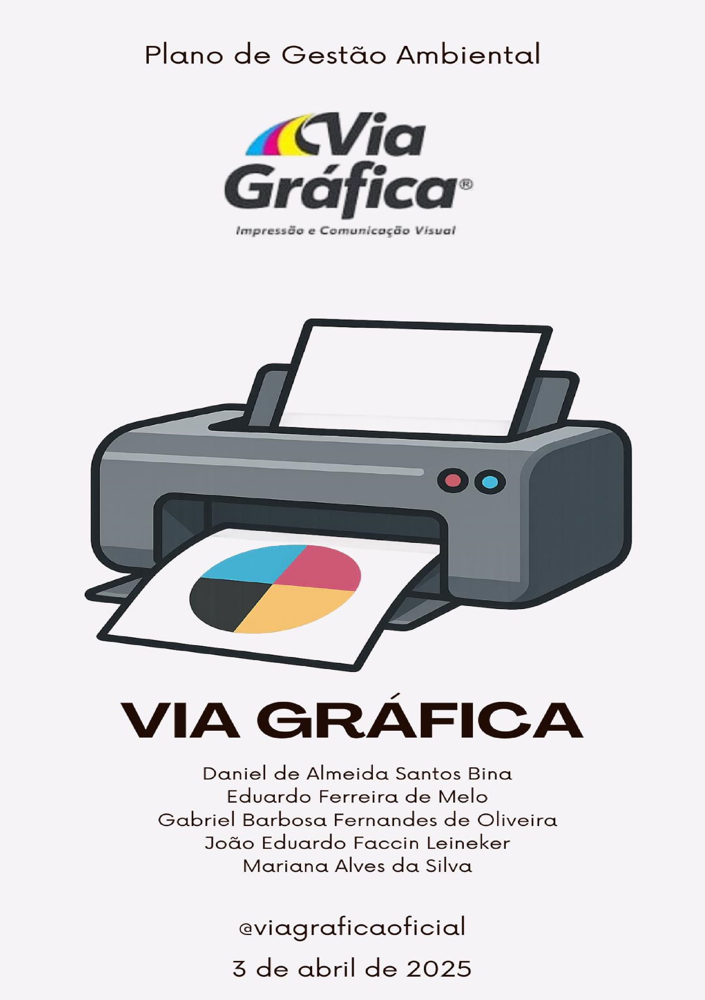 Plano de Gestão Ambiental
Via
Gráfica®
Impressão e Comunicação Visual
VIA GRÁFICA
Daniel de Almeida Santos Bina
Eduardo Ferreira de Melo
Gabriel Barbosa Fernandes de Oliveira
João Eduardo Faccin Leineker
Mariana Alves da Silva
@viagraficaoficial
3 de abril de 2025